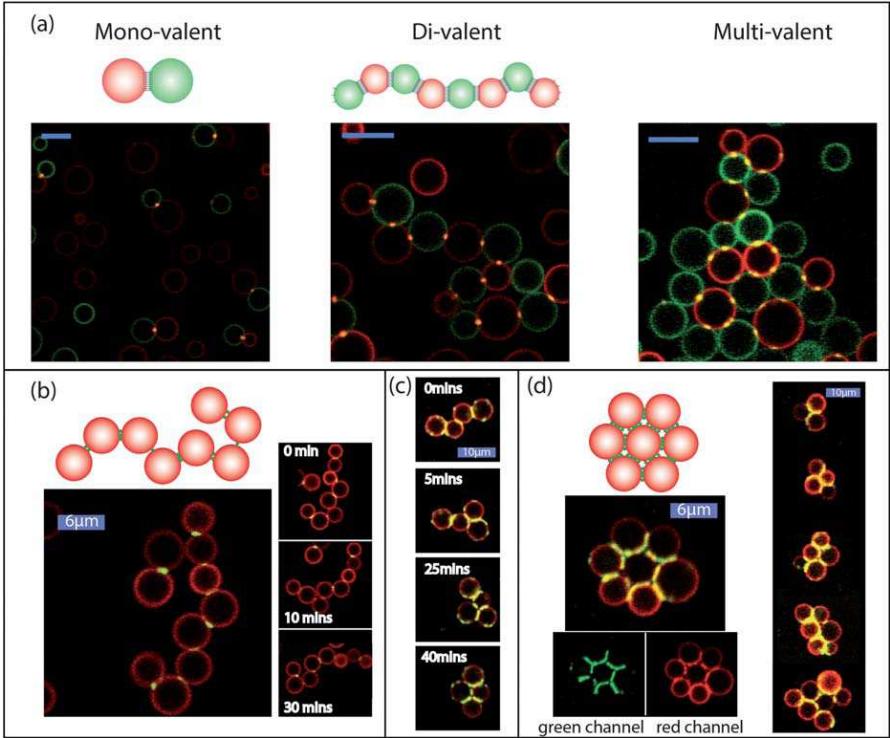 (a)
Mono-valent
Di-valent
Multi-valent
(b)
6μm
0 min
10 mins
30 mins
(c)
0mins
10μm
5mins
25mins
40mins
(d)
6μm
green channel
red channel
10μm